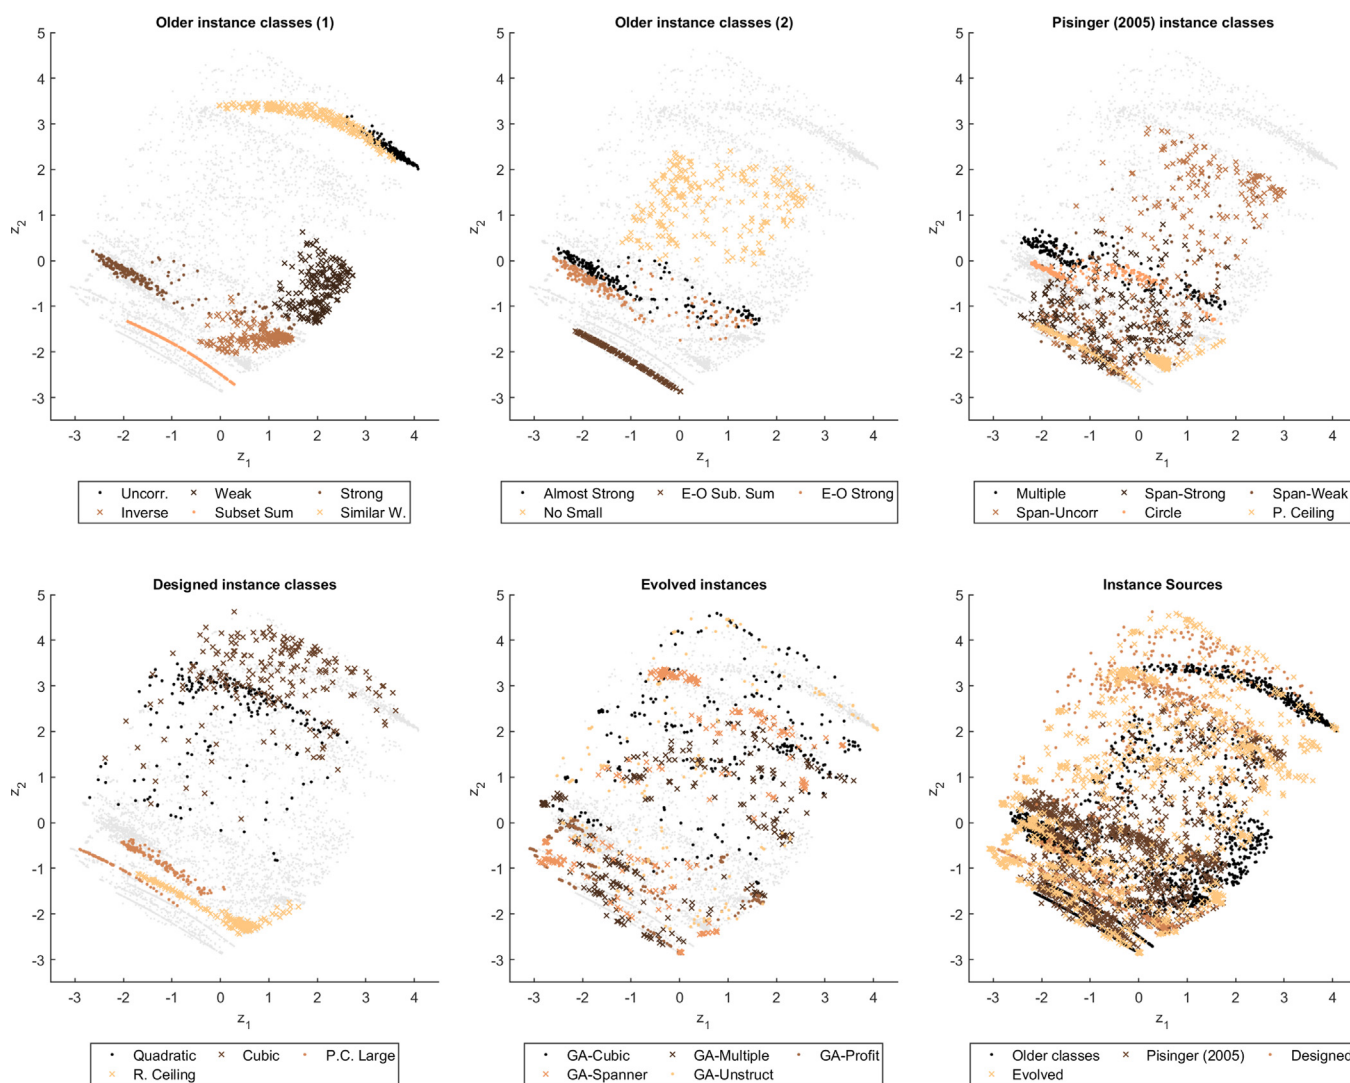 Older instance classes (1)
Older instance classes (2)
Pisinger (2005) instance classes
5
4
3
2
1
0
-1
-2
-3
z2
-3 -2 -1 0 1 2 3 4
z1
5
4
3
2
1
0
-1
-2
-3
z2
-3 -2 -1 0 1 2 3 4
z1
5
4
3
2
1
0
-1
-2
-3
z2
-3 -2 -1 0 1 2 3 4
z1
Uncorr. Weak Strong
Inverse Subset Sum Similar W.
Almost Strong E-O Sub. Sum E-O Strong
No Small
Multiple Span-Strong Span-Weak
Span-Uncorr Circle P. Ceiling
Designed instance classes
Evolved instances
Instance Sources
5
4
3
2
1
0
-1
-2
-3
z2
-3 -2 -1 0 1 2 3 4
z1
5
4
3
2
1
0
-1
-2
-3
z2
-3 -2 -1 0 1 2 3 4
z1
5
4
3
2
1
0
-1
-2
-3
z2
-3 -2 -1 0 1 2 3 4
z1
Quadratic Cubic P.C. Large
R. Ceiling
GA-Cubic GA-Multiple GA-Profit
GA-Spanner GA-Unstruct
Older classes Pisinger (2005) Designed
Evolved